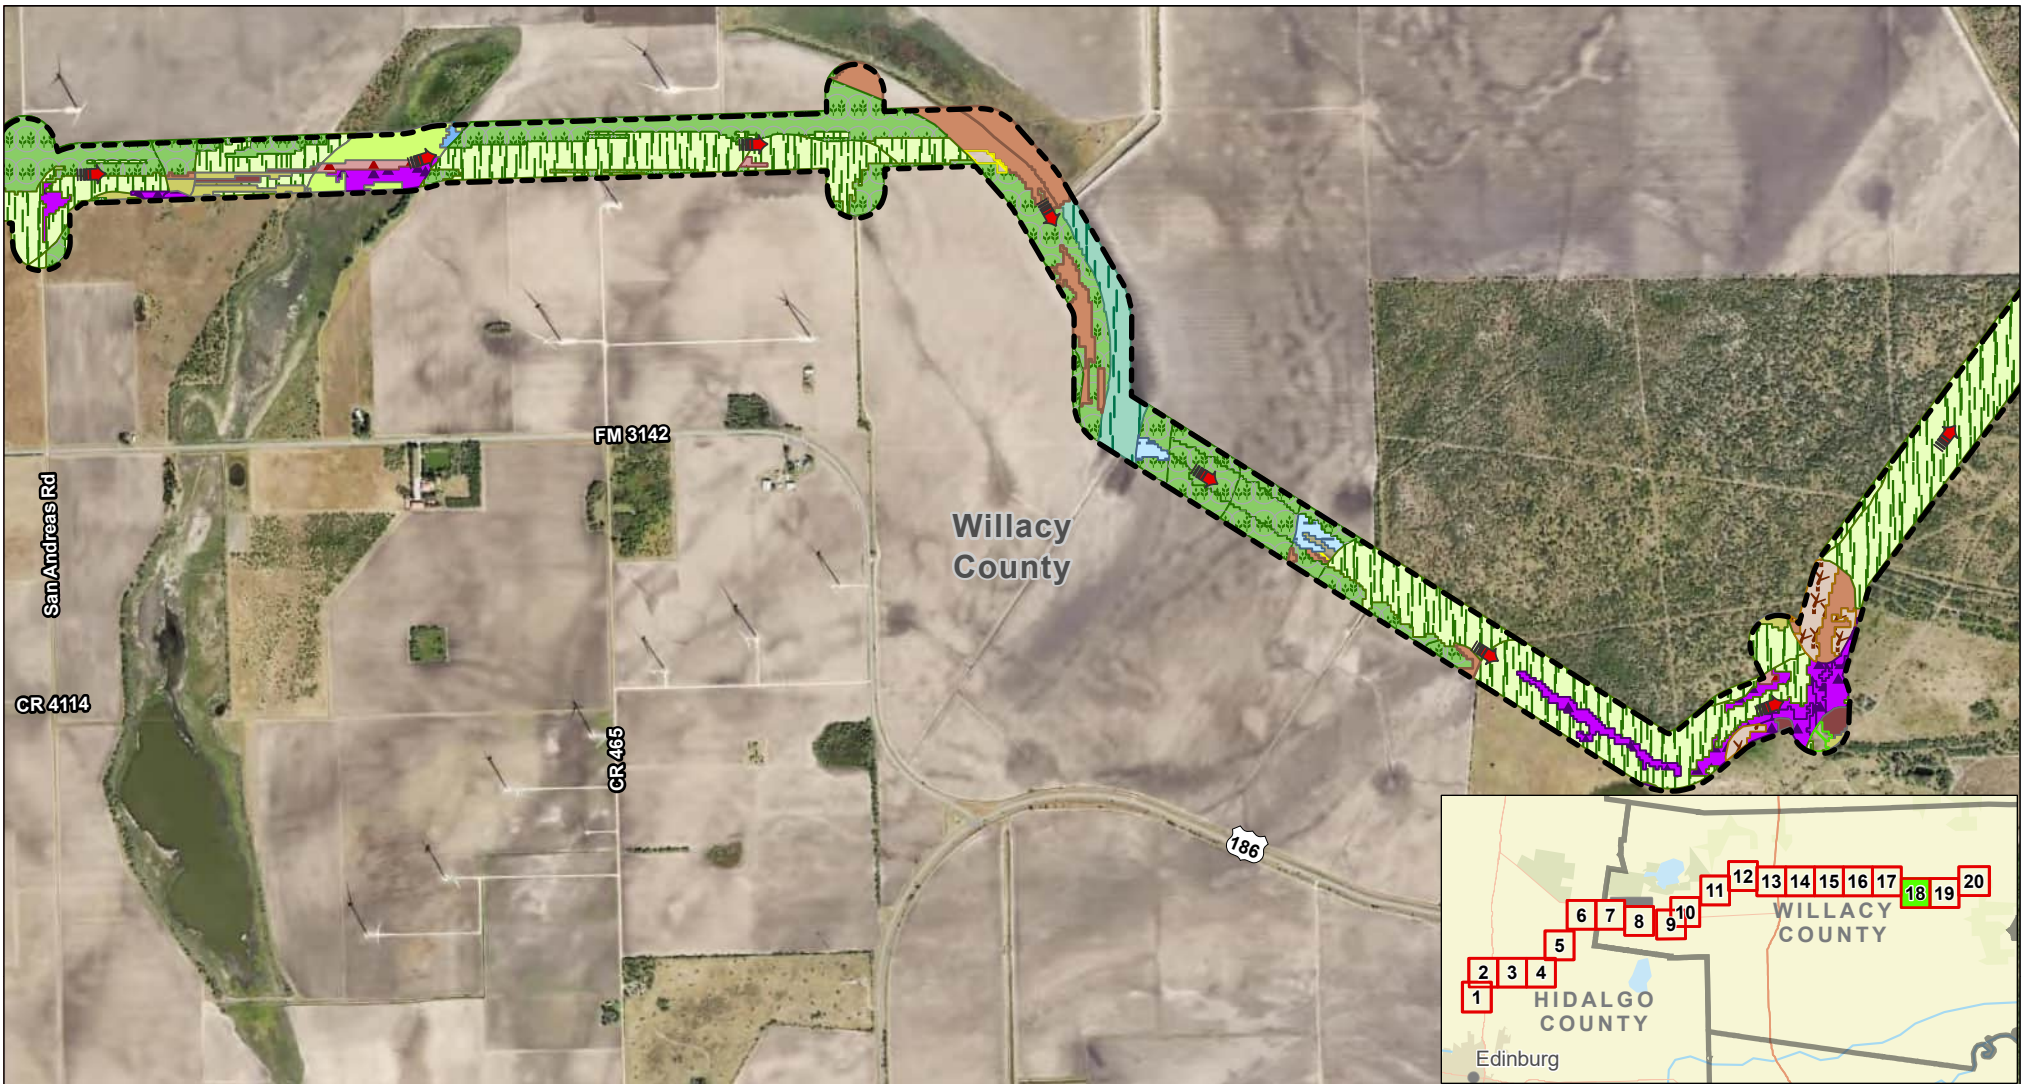 FM 3142
San Andreas Rd
Willacy
County
CR 4114
CR 465
186
12
13
14
15
16
17
18
19
20
11
10
6
7
8
9
5
WILLACY
COUNTY
2
3
4
1
HIDALGO
COUNTY
Edinburg